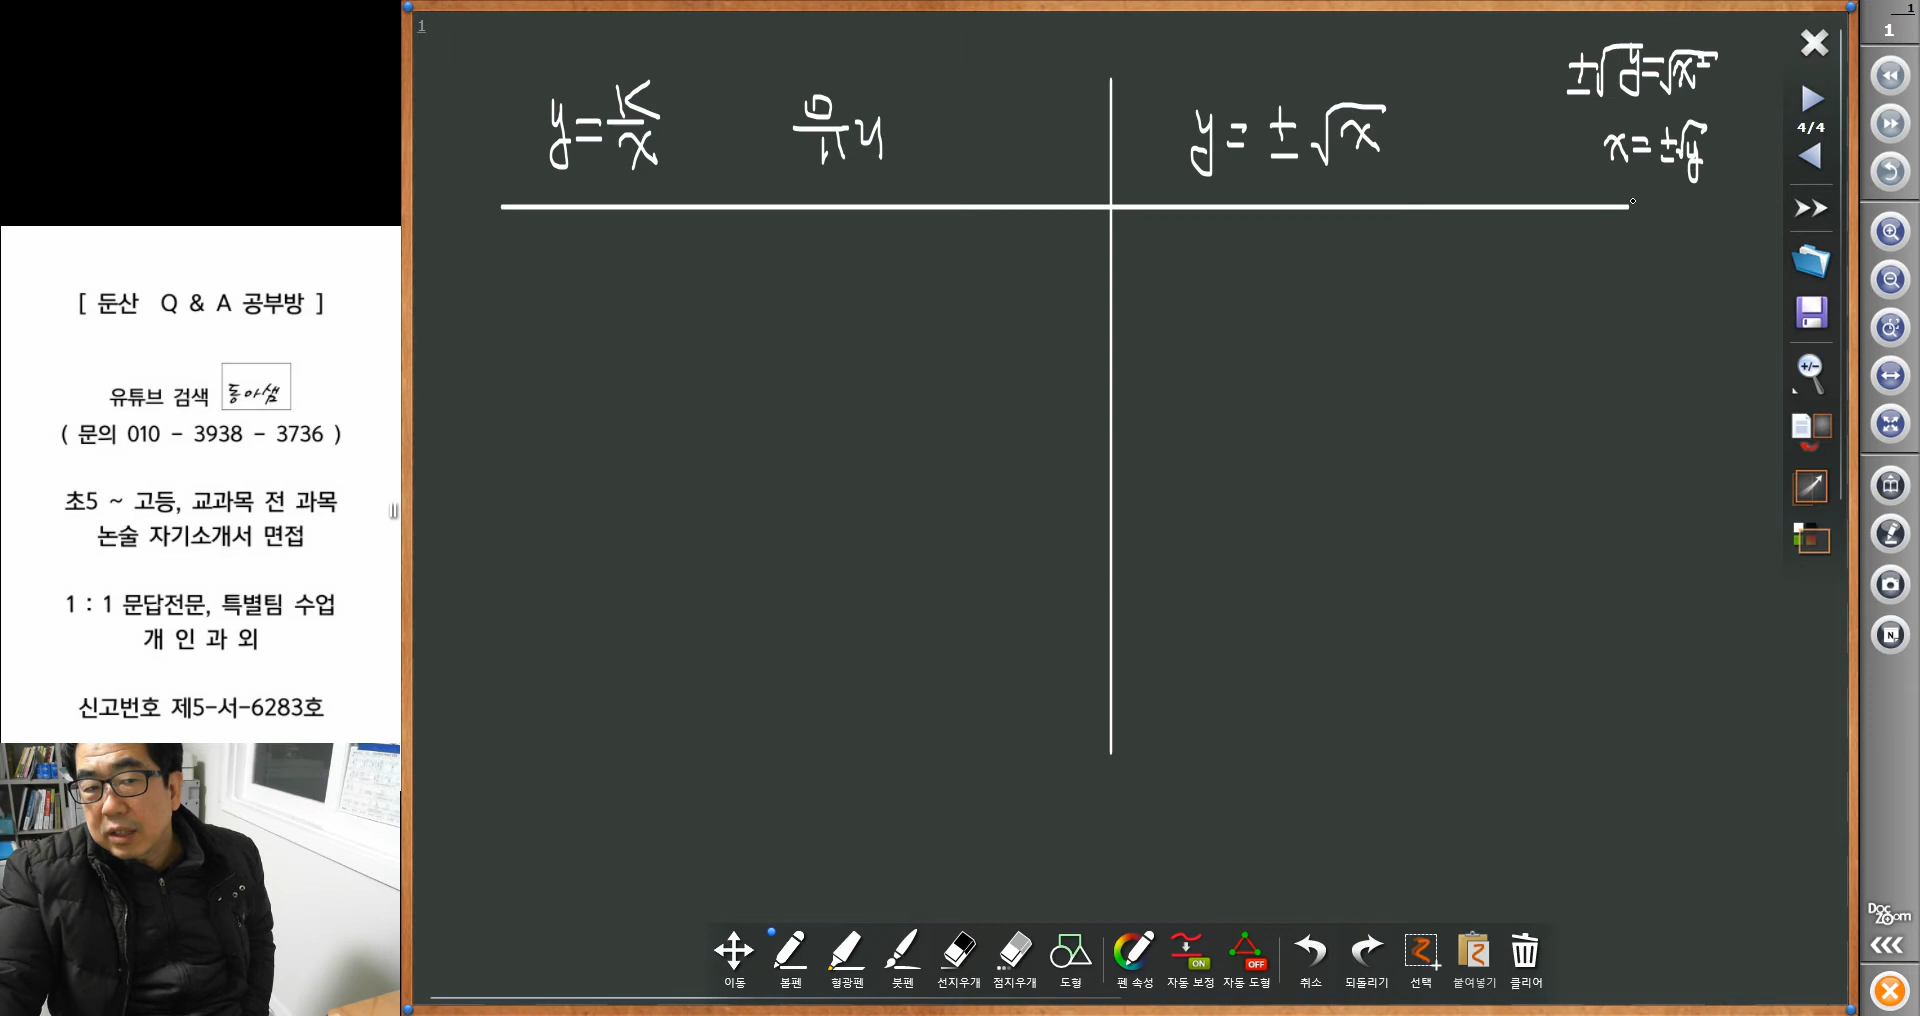 [ 둔산 Q & A 공부방 ]
유튜브 검색 동아샘
( 문의 010 - 3938 - 3736 )
초5 ~ 고등, 교과목 전 과목
논술 자기소개서 면접
1 : 1 문답전문, 특별팀 수업
개 인 과 외
신고번호 제5-서-6283호
1
y = K/x
y = ± √x
±√y = √x²
x = ±√y
4/4
+/-
이동 볼펜 형광펜 붓펜 선지우개 점지우개 도형 펜 속성 ON 자동 보정 OFF 자동 도형 취소 되돌리기 선택 붙여넣기 클리어
1
1
N
Doc Zoom